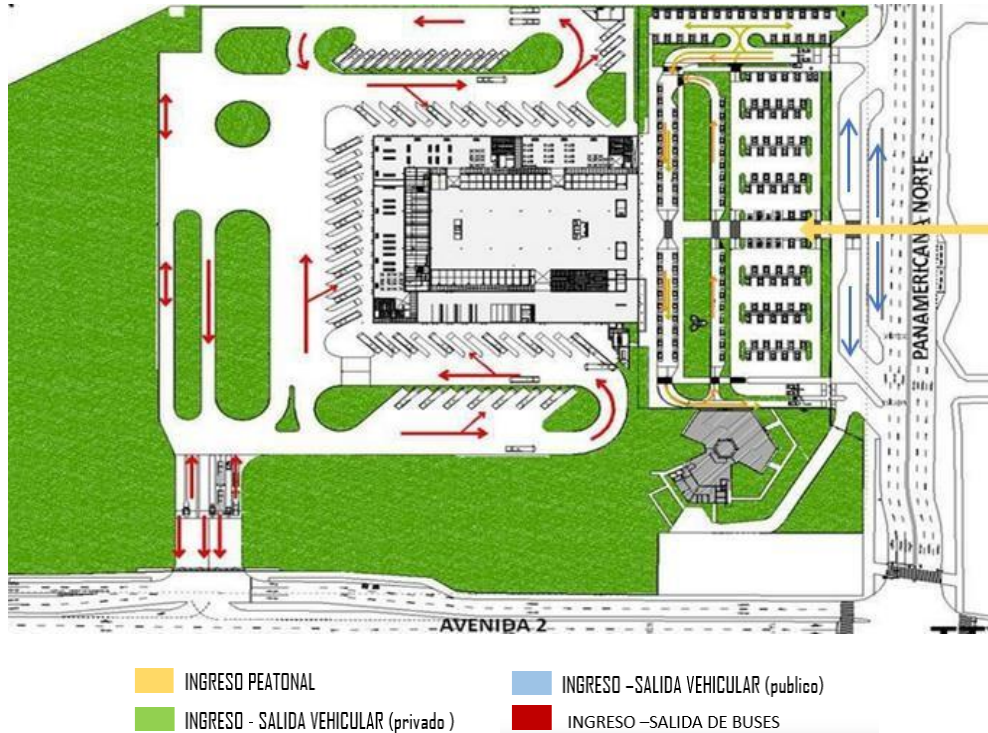 PANAMERICANA NORTE
AVENIDA 2
INGRESO PEATONAL
INGRESO –SALIDA VEHICULAR (publico)
INGRESO - SALIDA VEHICULAR (privado )
INGRESO –SALIDA DE BUSES